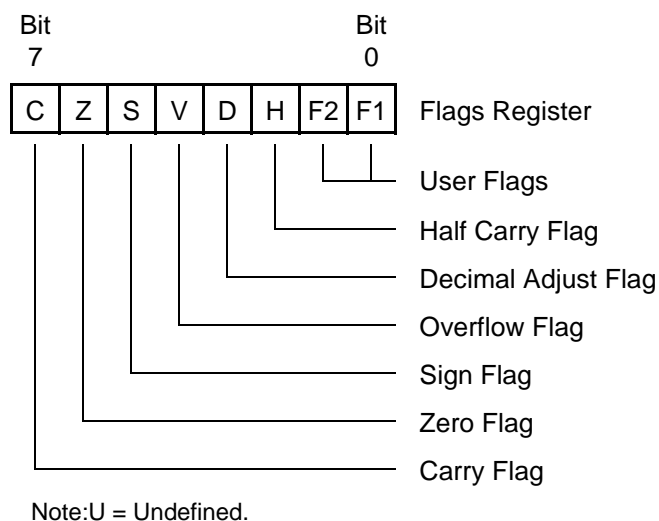 Bit Bit
7 0
C Z S V D H F2 F1 Flags Register
User Flags
Half Carry Flag
Decimal Adjust Flag
Overflow Flag
Sign Flag
Zero Flag
Carry Flag
Note:U = Undefined.